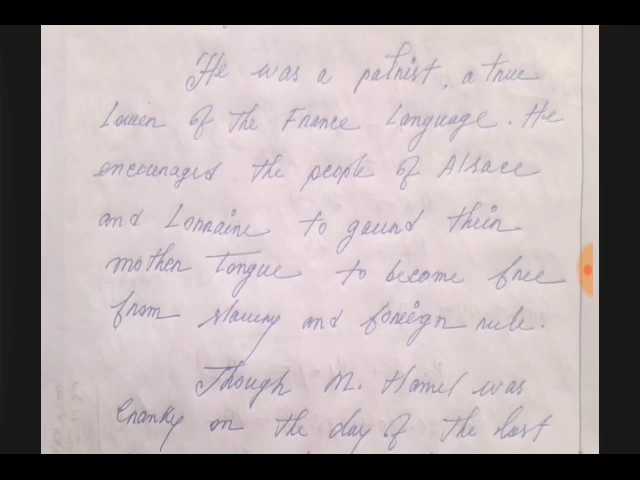 He was a patriot, a true
Lover of the France Language. He
encouraged the people of Alsace
and Lorraine to gaurd their
mother Tongue to become free
from slavery and foreign rule.
Though M. Hamel was
Cranky on the day of the last